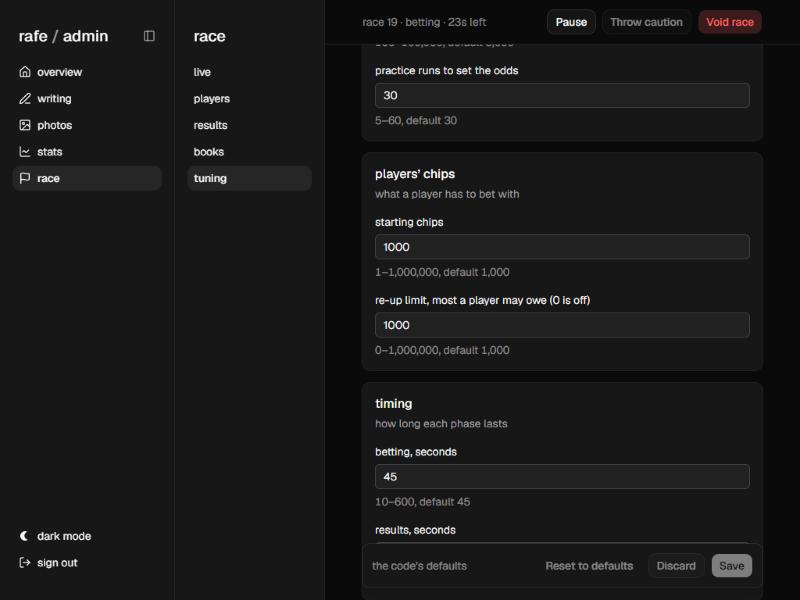 rafe / admin
overview
writing
photos
stats
race
dark mode
sign out
race
live
players
results
books
tuning
race 19 · betting · 23s left
Pause
Throw caution
Void race
practice runs to set the odds
30
5–60, default 30
players’ chips
what a player has to bet with
starting chips
1000
1–1,000,000, default 1,000
re-up limit, most a player may owe (0 is off)
1000
0–1,000,000, default 1,000
timing
how long each phase lasts
betting, seconds
45
10–600, default 45
results, seconds
the code's defaults
Reset to defaults
Discard
Save